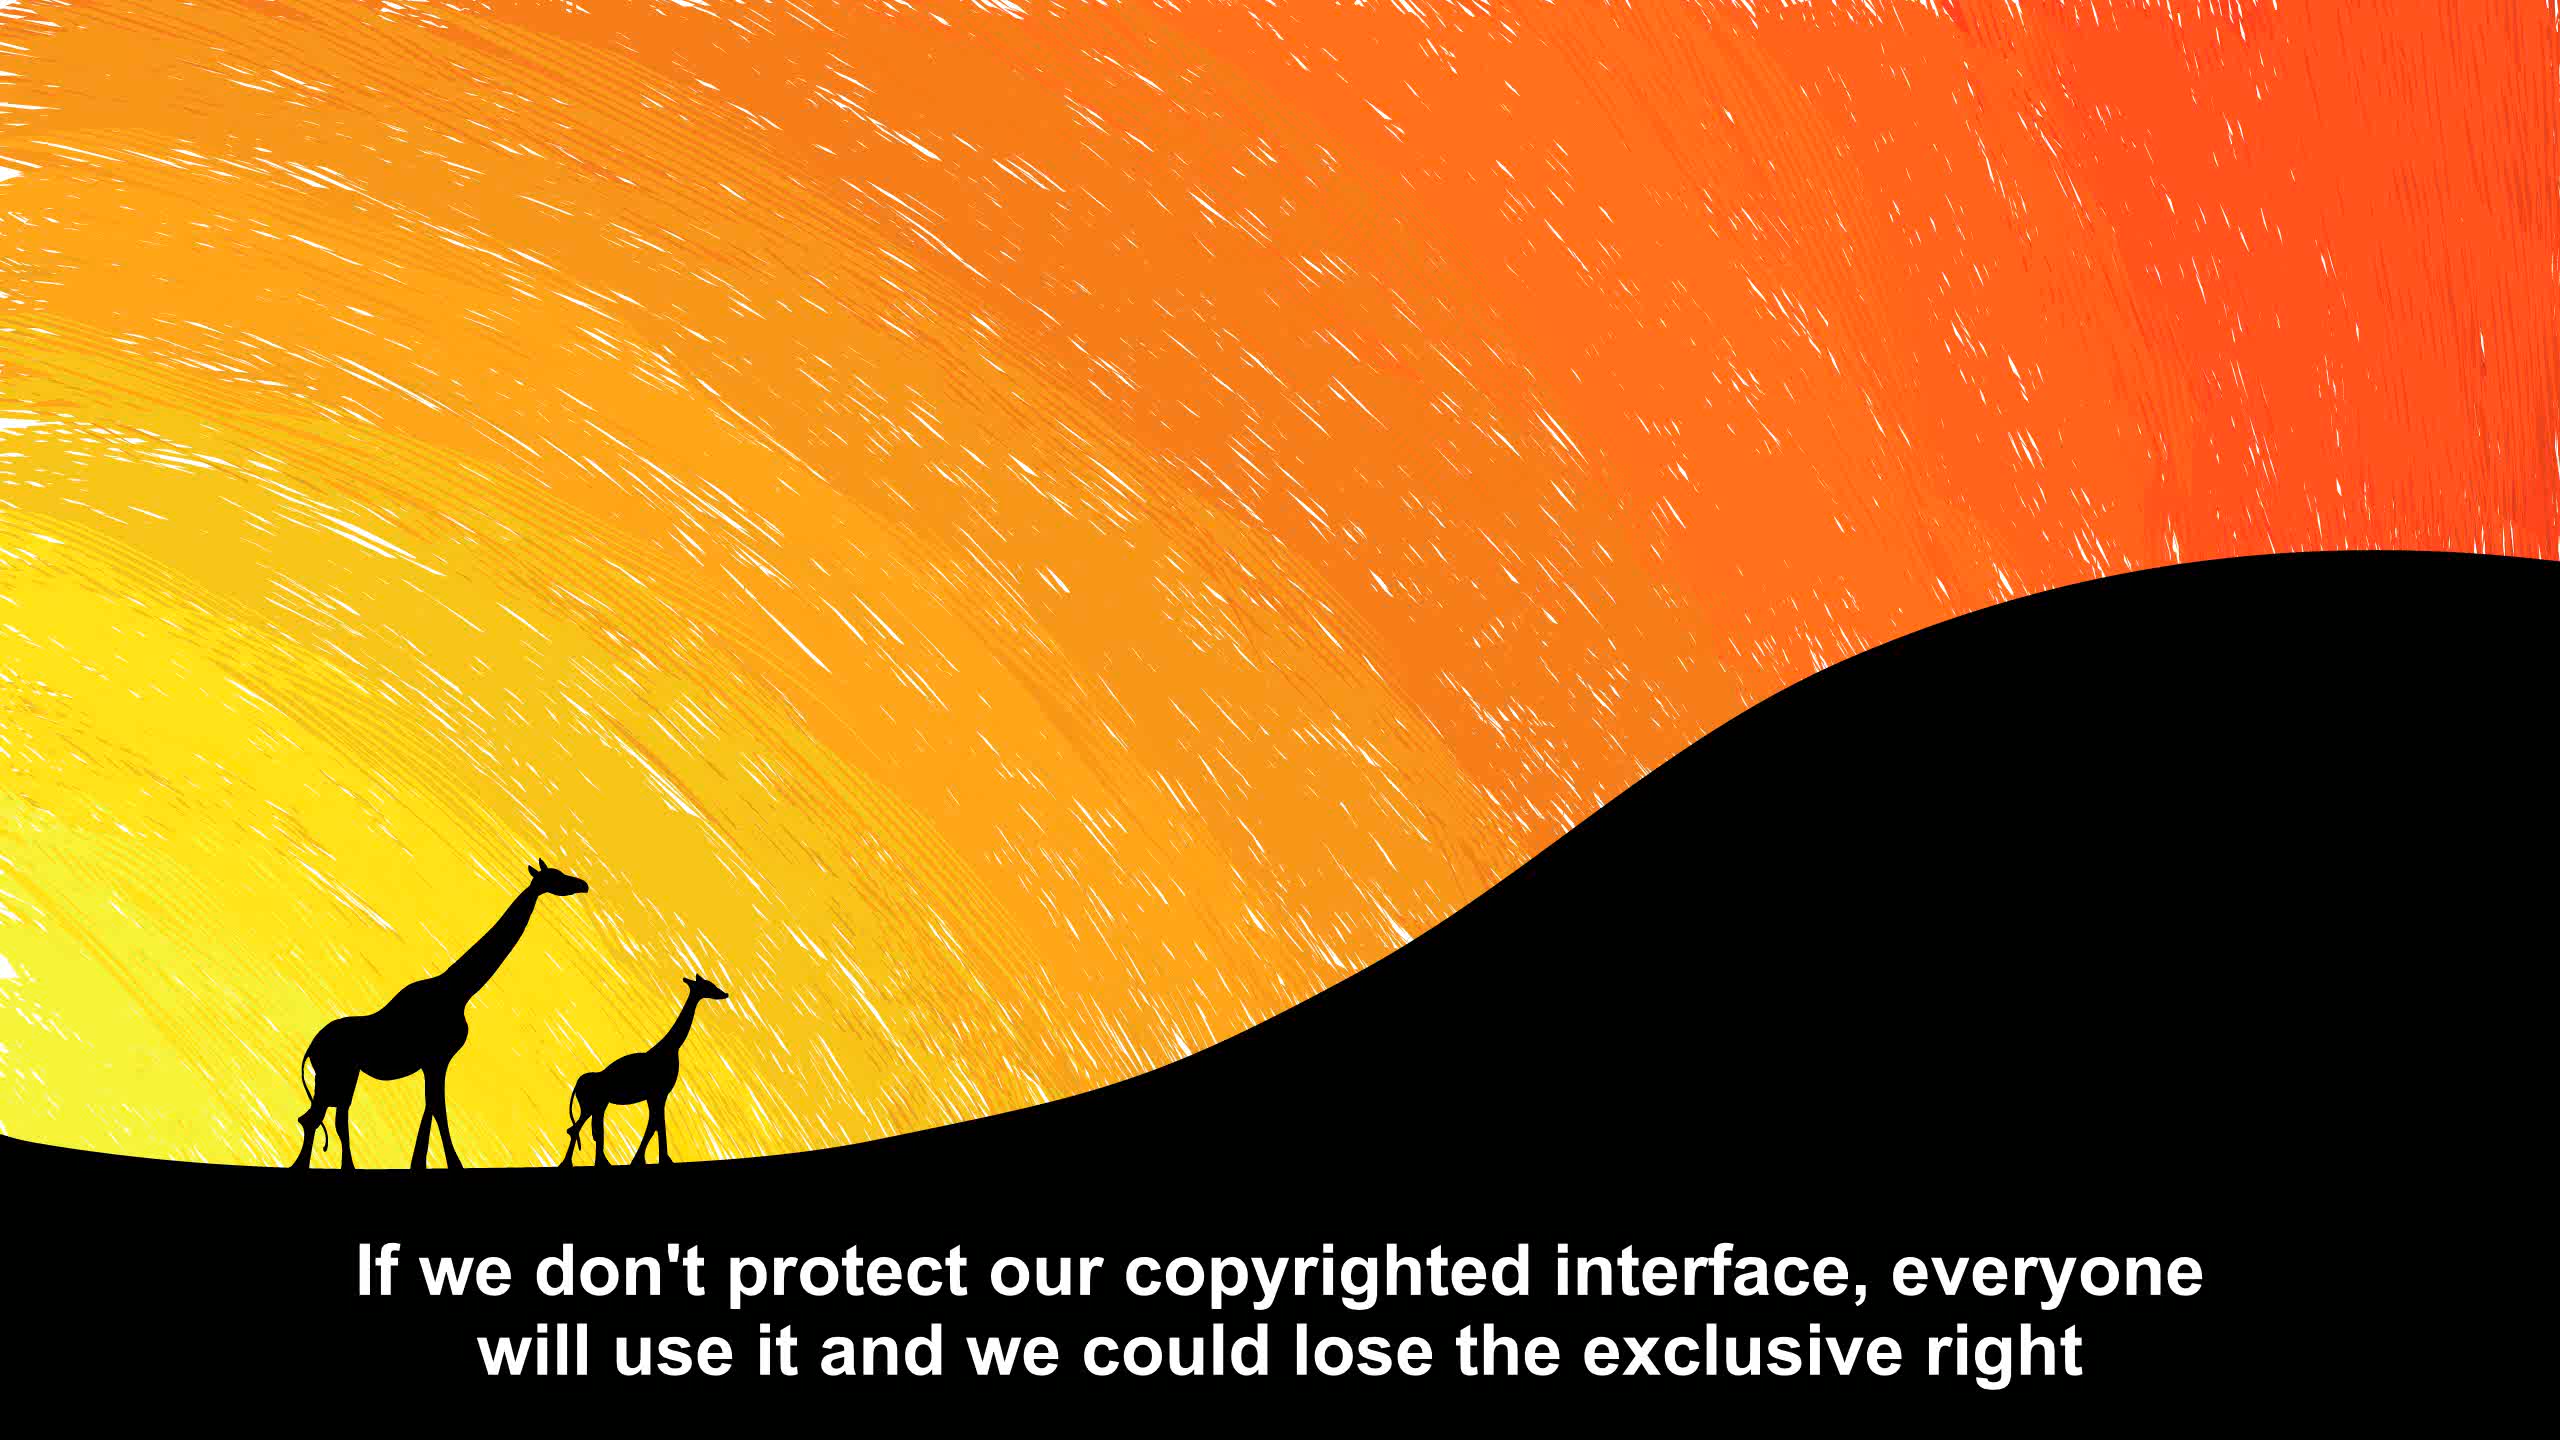 If we don't protect our copyrighted interface, everyone
will use it and we could lose the exclusive right